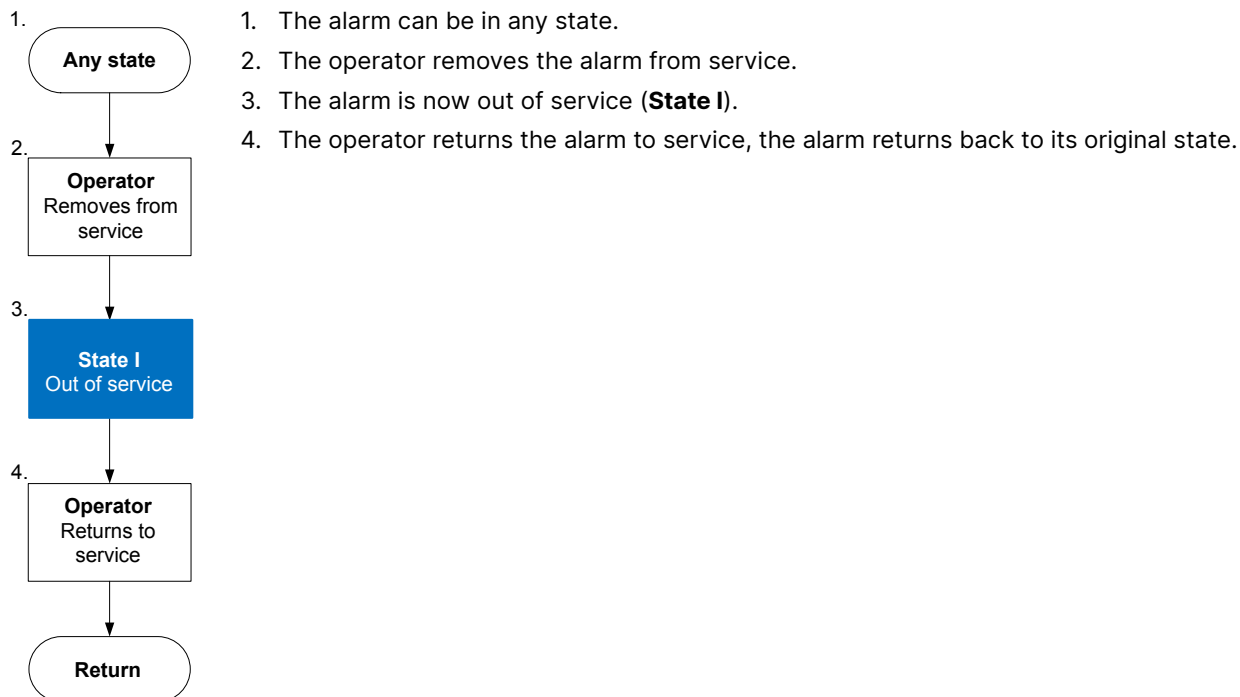 1.
Any state
2.
Operator
Removes from
service
3.
State I
Out of service
4.
Operator
Returns to
service
Return
1. The alarm can be in any state.
2. The operator removes the alarm from service.
3. The alarm is now out of service (State I).
4. The operator returns the alarm to service, the alarm returns back to its original state.